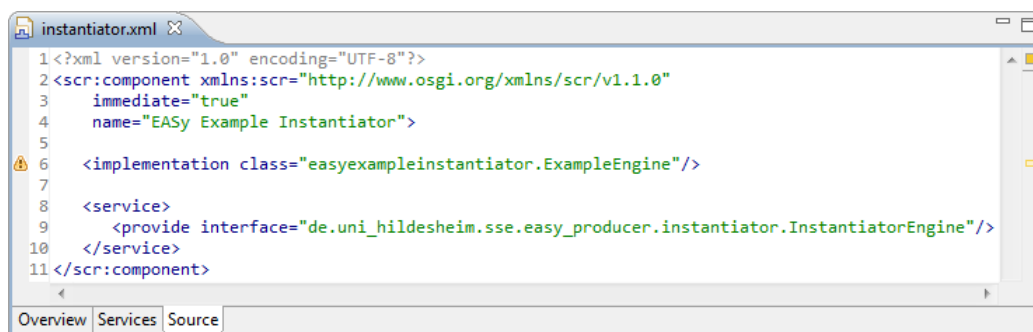 instantiator.xml
1 <?xml version="1.0" encoding="UTF-8"?>
2 <scr:component xmlns:scr="http://www.osgi.org/xmlns/scr/v1.1.0"
3     immediate="true"
4     name="EASy Example Instantiator">
5
6    <implementation class="easyexampleinstantiator.ExampleEngine"/>
7
8    <service>
9       <provide interface="de.uni_hildesheim.sse.easy_producer.instantiator.InstantiatorEngine"/>
10    </service>
11 </scr:component>
Overview Services Source